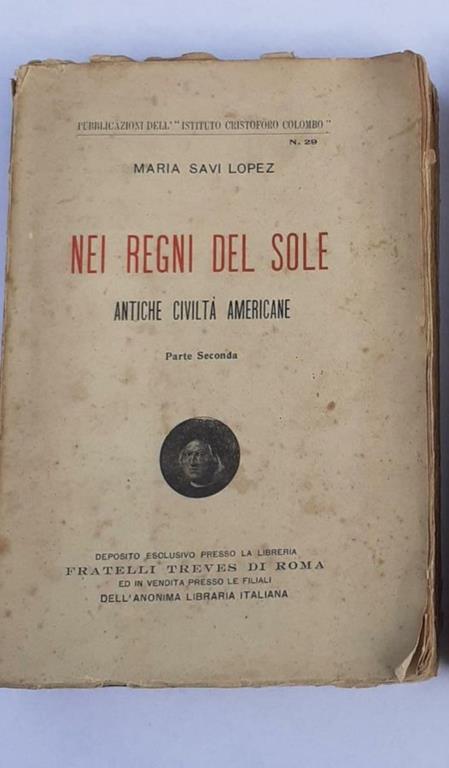 PUBBLICAZIONI DELL' "ISTITUTO CRISTOFORO COLOMBO"
N. 29
MARIA SAVI LOPEZ
NEI REGNI DEL SOLE
ANTICHE CIVILTÀ AMERICANE
Parte Seconda
DEPOSITO ESCLUSIVO PRESSO LA LIBRERIA
FRATELLI TREVES DI ROMA
ED IN VENDITA PRESSO LE FILIALI
DELL'ANONIMA LIBRARIA ITALIANA